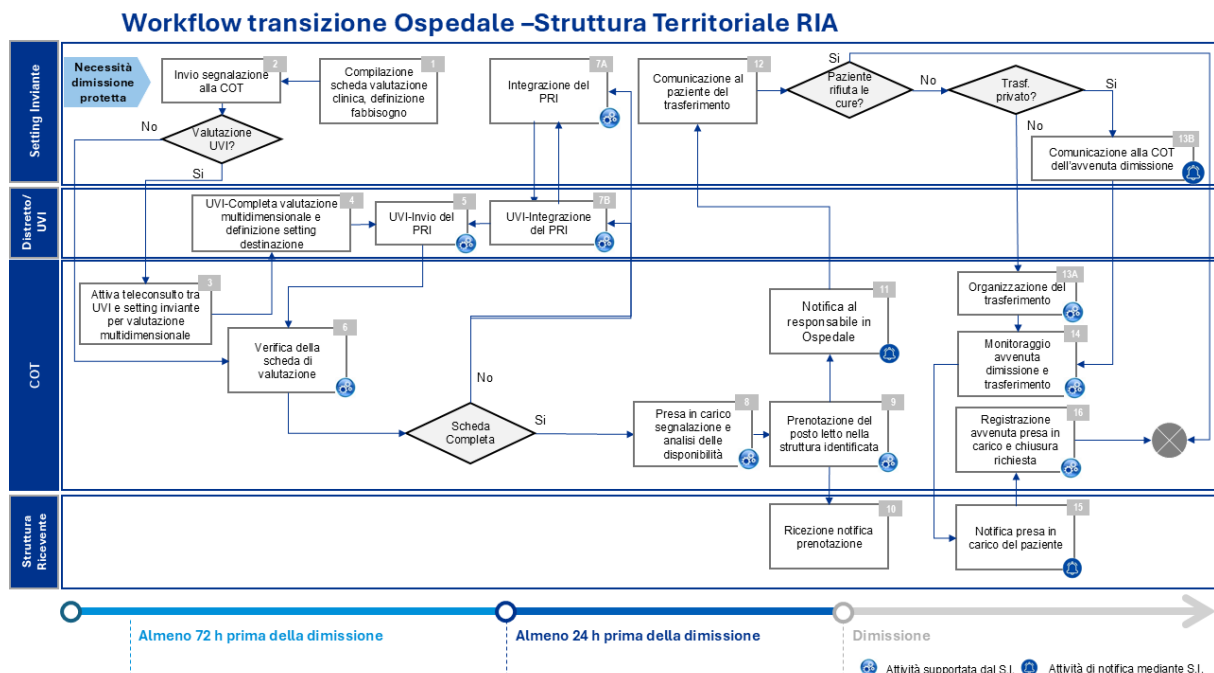 Workflow transizione Ospedale –Struttura Territoriale RIA
Setting Inviante
Necessità
dimissione
protetta
2
Invio segnalazione
alla COT
1
Compilazione
scheda valutazione
clinica, definizione
fabbisogno
No
Valutazione
UVI?
Si
7A
Integrazione del
PRI
12
Comunicazione al
paziente del
trasferimento
Si
Paziente
rifiuta le
cure?
No
Trasf.
privato?
Si
No
13B
Comunicazione alla COT
dell'avvenuta dimissione
Distretto/
UVI
4
UVI-Completa valutazione
multidimensionale e
definizione setting
destinazione
5
UVI-Invio del
PRI
7B
UVI-Integrazione
del PRI
COT
3
Attiva teleconsulto tra
UVI e setting inviante
per valutazione
multidimensionale
6
Verifica della
scheda di
valutazione
No
Scheda
Completa
Si
8
Presa in carico
segnalazione e
analisi delle
disponibilità
11
Notifica al
responsabile in
Ospedale
9
Prenotazione del
posto letto nella
struttura identificata
13A
Organizzazione del
trasferimento
14
Monitoraggio
avvenuta
dimissione e
trasferimento
16
Registrazione
avvenuta presa in
carico e chiusura
richiesta
Struttura
Ricevente
10
Ricezione notifica
prenotazione
15
Notifica presa in
carico del paziente
Almeno 72 h prima della dimissione
Almeno 24 h prima della dimissione
Dimissione
Attività supportata dal S.I.
Attività di notifica mediante S.I.